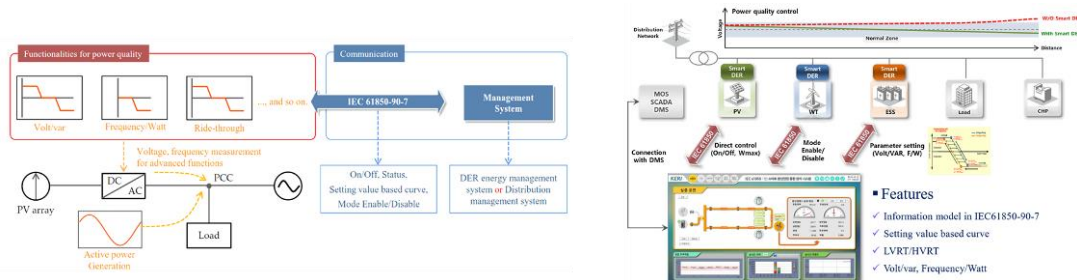 Functionalities for power quality
Volt/var
Frequency/Watt
Ride-through
..., and so on.
Communication
IEC 61850-90-7
Management
System
Voltage, frequency measurement
for advanced functions
DC
AC
PCC
PV array
Load
Active power
Generation
On/Off, Status,
Setting value based curve,
Mode Enable/Disable
DER energy management
system or Distribution
management system
Power quality control
Voltage
W/O Smart DER
With Smart DER
Normal Zone
Distance
Distribution
Network
Smart
DER
PV
Smart
DER
WT
Smart
DER
ESS
Load
CHP
MOS
SCADA
DMS
Connection
with DMS
IEC 61850
Direct control
(On/Off, Wmax)
IEC 61850
Mode
Enable/
Disable
IEC 61850
Parameter setting
(Volt/VAR, F/W)
▪ Features
✓ Information model in IEC61850-90-7
✓ Setting value based curve
✓ LVRT/HVRT
✓ Volt/var, Frequency/Watt